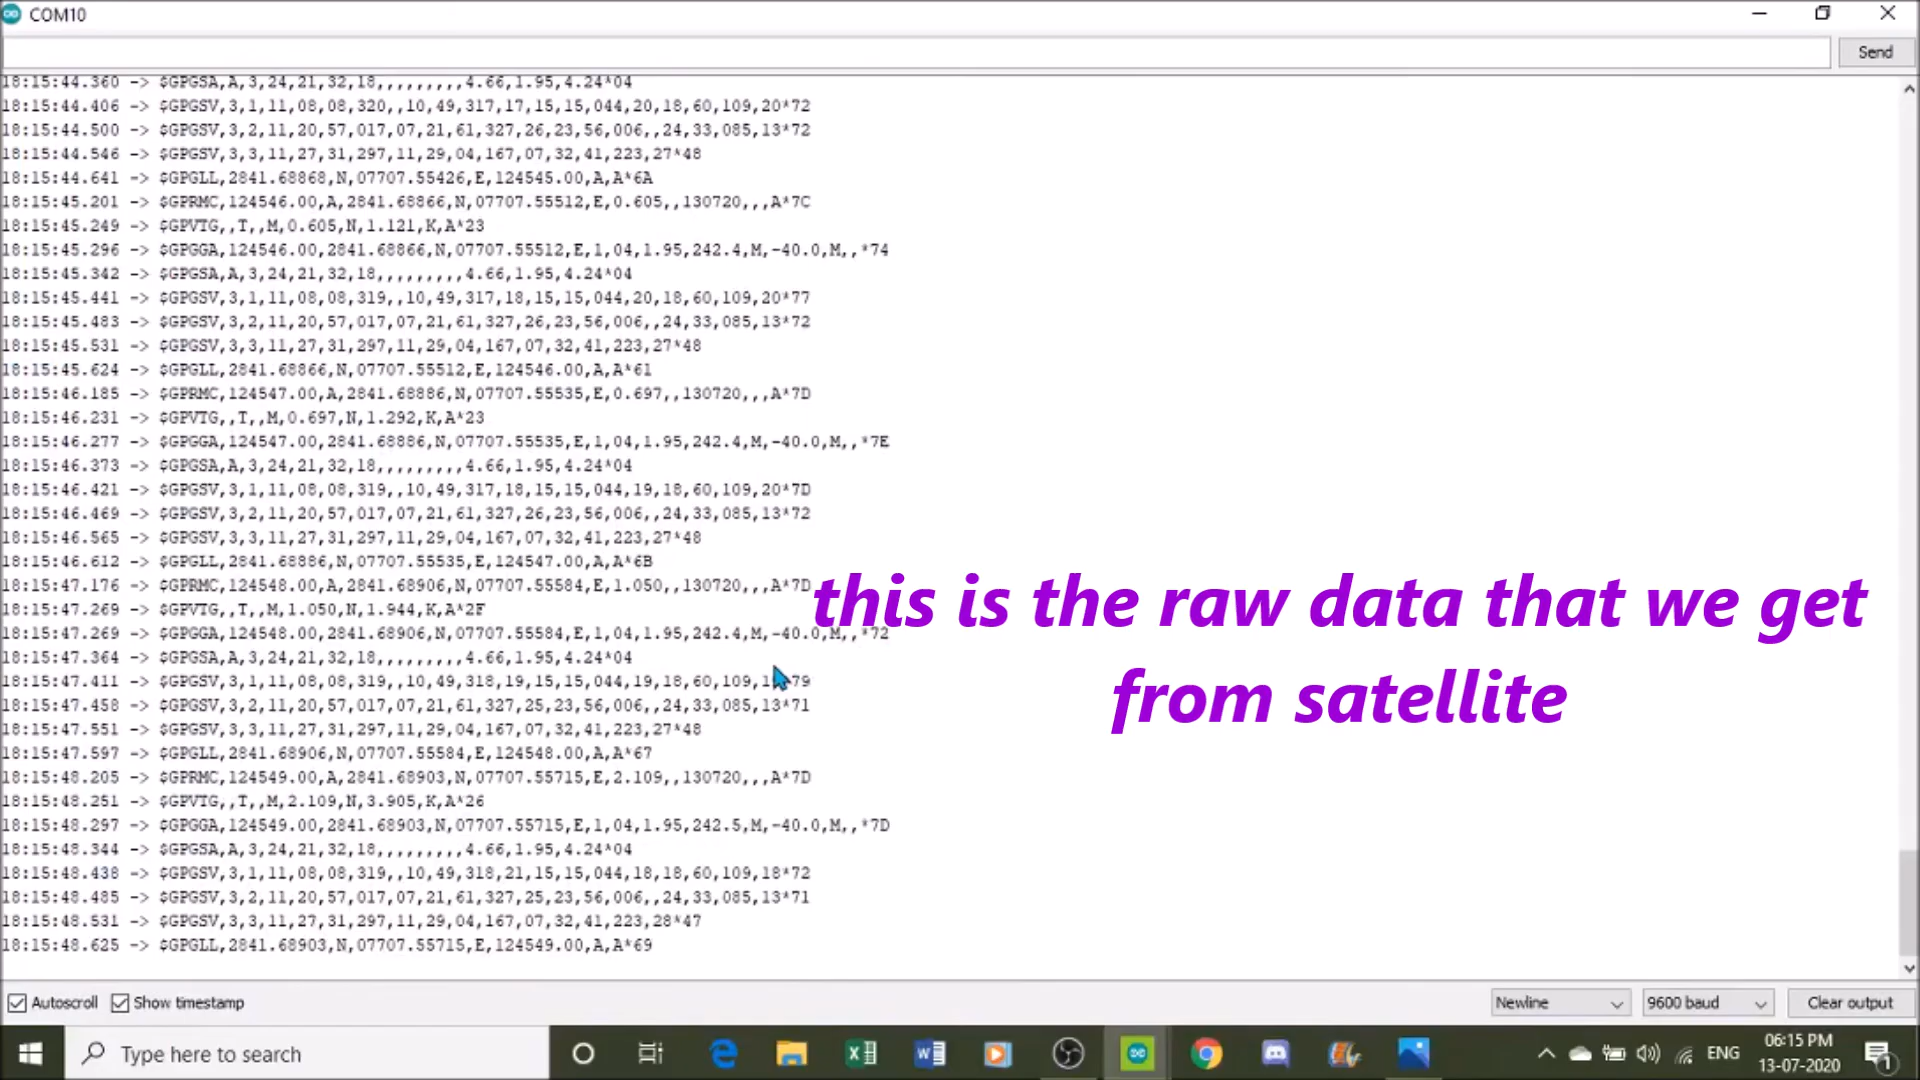 COM10
Send
18:15:44.360 -> $GPGSA,A,3,24,21,32,18,,,,,,,,,4.66,1.95,4.24*04
18:15:44.406 -> $GPGSV,3,1,11,08,08,320,,10,49,317,17,15,15,044,20,18,60,109,20*72
18:15:44.500 -> $GPGSV,3,2,11,20,57,017,07,21,61,327,26,23,56,006,,24,33,085,13*72
18:15:44.546 -> $GPGSV,3,3,11,27,31,297,11,29,04,167,07,32,41,223,27*48
18:15:44.641 -> $GPGLL,2841.68868,N,07707.55426,E,124545.00,A,A*6A
18:15:45.201 -> $GPRMC,124546.00,A,2841.68866,N,07707.55512,E,0.605,,130720,,,A*7C
18:15:45.249 -> $GPVTG,,T,,M,0.605,N,1.121,K,A*23
18:15:45.296 -> $GPGGA,124546.00,2841.68866,N,07707.55512,E,1,04,1.95,242.4,M,-40.0,M,,*74
18:15:45.342 -> $GPGSA,A,3,24,21,32,18,,,,,,,,,4.66,1.95,4.24*04
18:15:45.441 -> $GPGSV,3,1,11,08,08,319,,10,49,317,18,15,15,044,20,18,60,109,20*77
18:15:45.483 -> $GPGSV,3,2,11,20,57,017,07,21,61,327,26,23,56,006,,24,33,085,13*72
18:15:45.531 -> $GPGSV,3,3,11,27,31,297,11,29,04,167,07,32,41,223,27*48
18:15:45.624 -> $GPGLL,2841.68866,N,07707.55512,E,124546.00,A,A*61
18:15:46.185 -> $GPRMC,124547.00,A,2841.68886,N,07707.55535,E,0.697,,130720,,,A*7D
18:15:46.231 -> $GPVTG,,T,,M,0.697,N,1.292,K,A*23
18:15:46.277 -> $GPGGA,124547.00,2841.68886,N,07707.55535,E,1,04,1.95,242.4,M,-40.0,M,,*7E
18:15:46.373 -> $GPGSA,A,3,24,21,32,18,,,,,,,,,4.66,1.95,4.24*04
18:15:46.421 -> $GPGSV,3,1,11,08,08,319,,10,49,317,18,15,15,044,19,18,60,109,20*7D
18:15:46.469 -> $GPGSV,3,2,11,20,57,017,07,21,61,327,26,23,56,006,,24,33,085,13*72
18:15:46.565 -> $GPGSV,3,3,11,27,31,297,11,29,04,167,07,32,41,223,27*48
18:15:46.612 -> $GPGLL,2841.68886,N,07707.55535,E,124547.00,A,A*6B
18:15:47.176 -> $GPRMC,124548.00,A,2841.68906,N,07707.55584,E,1.050,,130720,,,A*7D
18:15:47.269 -> $GPVTG,,T,,M,1.050,N,1.944,K,A*2F
18:15:47.269 -> $GPGGA,124548.00,2841.68906,N,07707.55584,E,1,04,1.95,242.4,M,-40.0,M,,*72
18:15:47.364 -> $GPGSA,A,3,24,21,32,18,,,,,,,,,4.66,1.95,4.24*04
18:15:47.411 -> $GPGSV,3,1,11,08,08,319,,10,49,318,19,15,15,044,19,18,60,109,
18:15:47.458 -> $GPGSV,3,2,11,20,57,017,07,21,61,327,25,23,56,006,,24,33,085,13*71
18:15:47.551 -> $GPGSV,3,3,11,27,31,297,11,29,04,167,07,32,41,223,27*48
18:15:47.597 -> $GPGLL,2841.68906,N,07707.55584,E,124548.00,A,A*67
18:15:48.205 -> $GPRMC,124549.00,A,2841.68903,N,07707.55715,E,2.109,,130720,,,A*7D
18:15:48.251 -> $GPVTG,,T,,M,2.109,N,3.905,K,A*26
18:15:48.297 -> $GPGGA,124549.00,2841.68903,N,07707.55715,E,1,04,1.95,242.5,M,-40.0,M,,*7D
18:15:48.344 -> $GPGSA,A,3,24,21,32,18,,,,,,,,,4.66,1.95,4.24*04
18:15:48.438 -> $GPGSV,3,1,11,08,08,319,,10,49,318,21,15,15,044,18,18,60,109,18*72
18:15:48.485 -> $GPGSV,3,2,11,20,57,017,07,21,61,327,25,23,56,006,,24,33,085,13*71
18:15:48.531 -> $GPGSV,3,3,11,27,31,297,11,29,04,167,07,32,41,223,28*47
18:15:48.625 -> $GPGLL,2841.68903,N,07707.55715,E,124549.00,A,A*69
this is the raw data that we get
from satellite
Autoscroll Show timestamp
Newline
9600 baud
Clear output
Type here to search
ENG
06:15 PM
13-07-2020
1